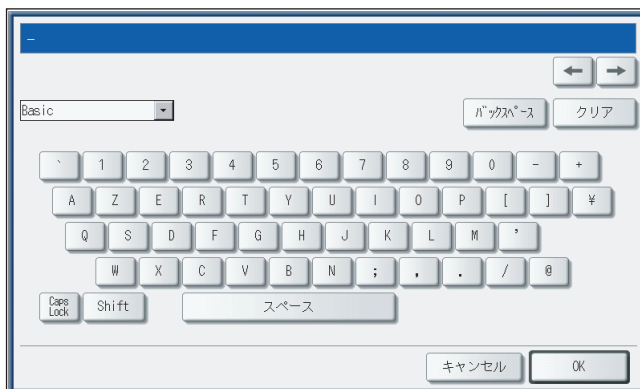 _
Basic
ﾊﾞｯｸｽﾍﾟｰｽ クリア
` 1 2 3 4 5 6 7 8 9 0 - +
A Z E R T Y U I O P [ ] ¥
Q S D F G H J K L M '
W X C V B N ; , . / @
Caps Lock Shift スペース
キャンセル OK